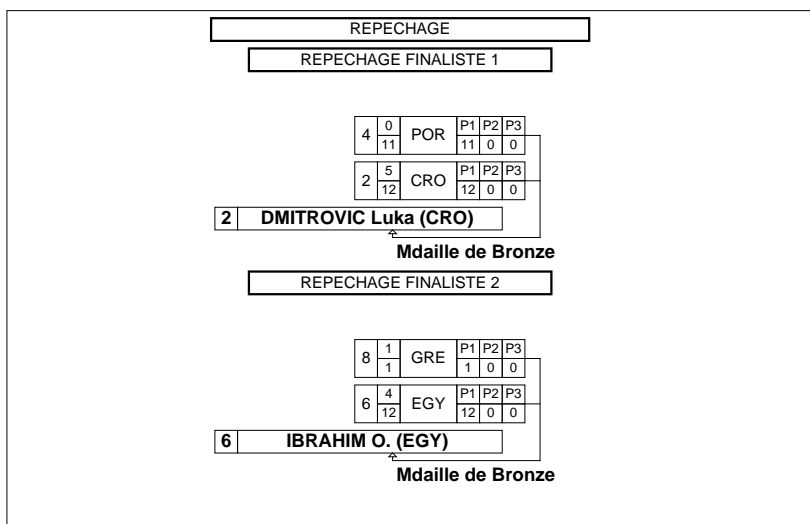 REPECHAGE
REPECHAGE FINALISTE 1
4 0 POR P1 P2 P3
11 11 0 0
2 5 CRO P1 P2 P3
12 12 0 0
2 DMITROVIC Luka (CRO)
Mdaille de Bronze
REPECHAGE FINALISTE 2
8 1 GRE P1 P2 P3
1 1 0 0
6 4 EGY P1 P2 P3
12 12 0 0
6 IBRAHIM O. (EGY)
Mdaille de Bronze